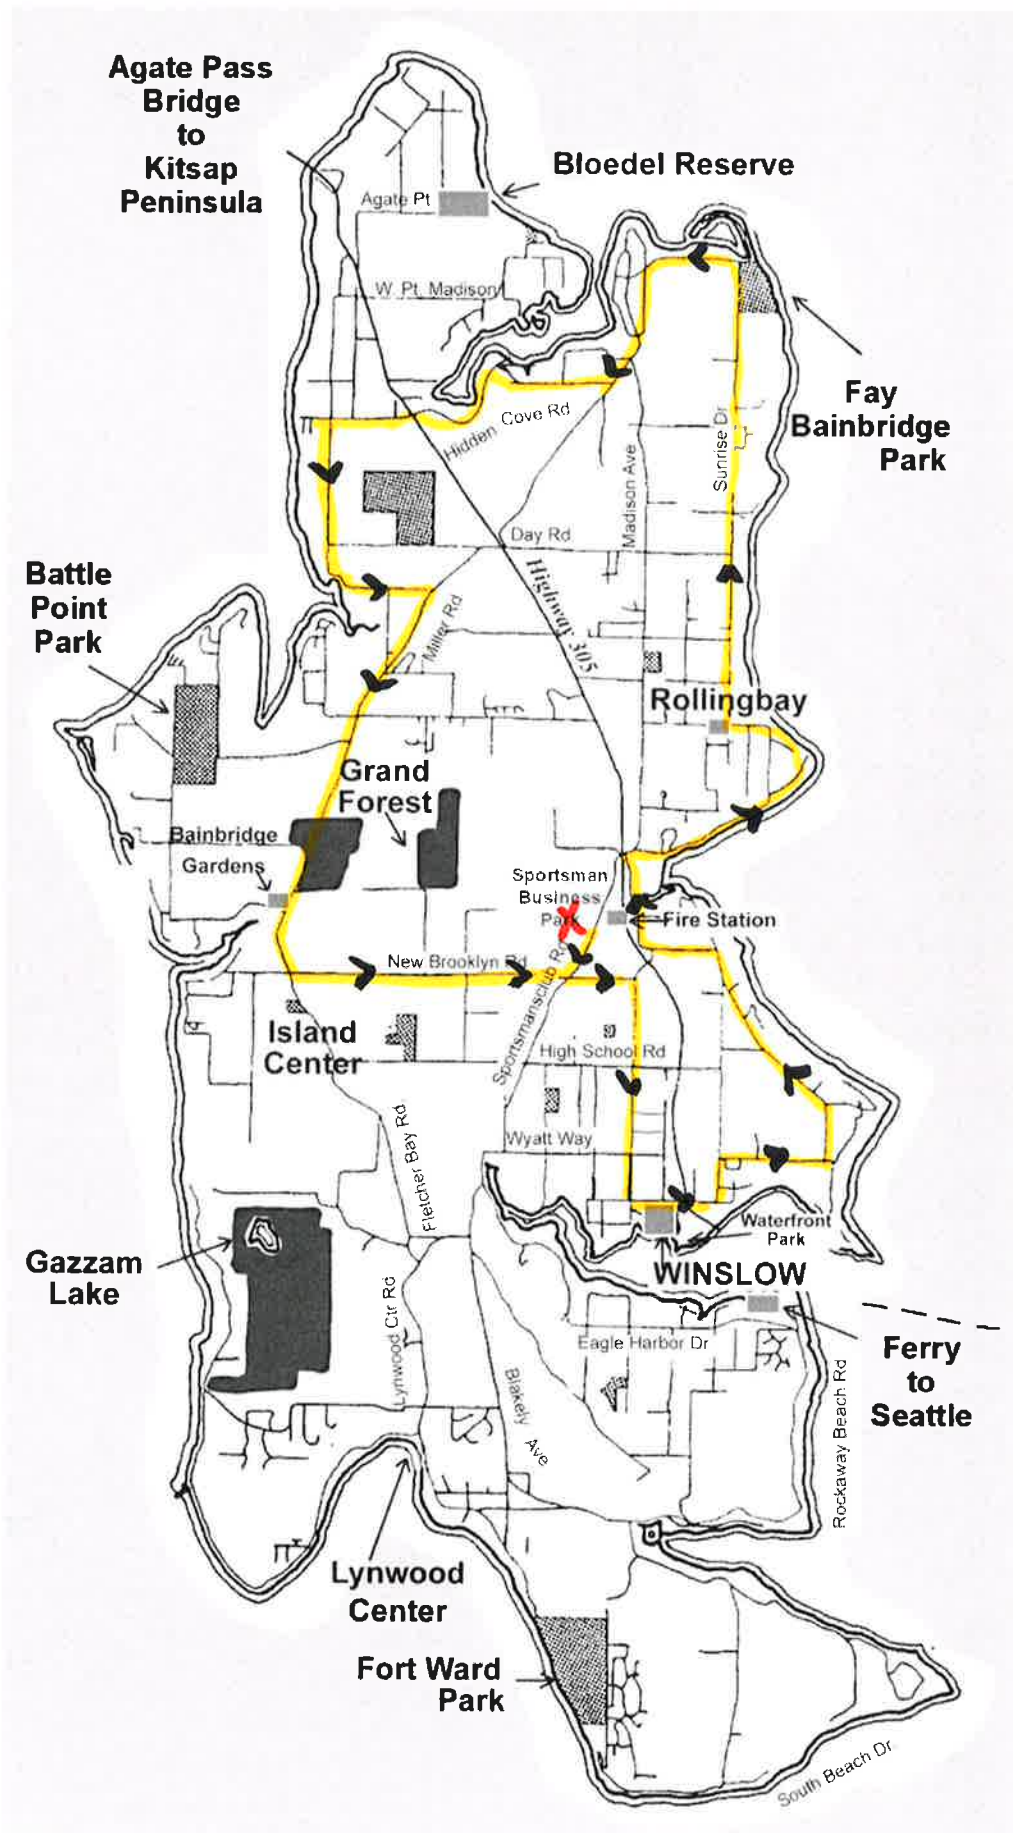 Agate Pass
Bridge
to
Kitsap
Peninsula
Bloedel Reserve
Agate Pt
W. Pt. Madison
Fay
Bainbridge
Park
Hidden Cove Rd
Sunrise Dr
Madison Ave
Day Rd
Highway 305
Battle
Point
Park
Miller Rd
Rollingbay
Grand
Forest
Bainbridge
Gardens
Sportsman
Business
Park
Fire Station
New Brooklyn Rd
Sportsmansclub Rd
Island
Center
High School Rd
Wyatt Way
Fletcher Bay Rd
Waterfront
Park
WINSLOW
Gazzam
Lake
Eagle Harbor Dr
Ferry
to
Seattle
Lynwood Ctr Rd
Blakely Ave
Rockaway Beach Rd
Lynwood
Center
Fort Ward
Park
South Beach Dr